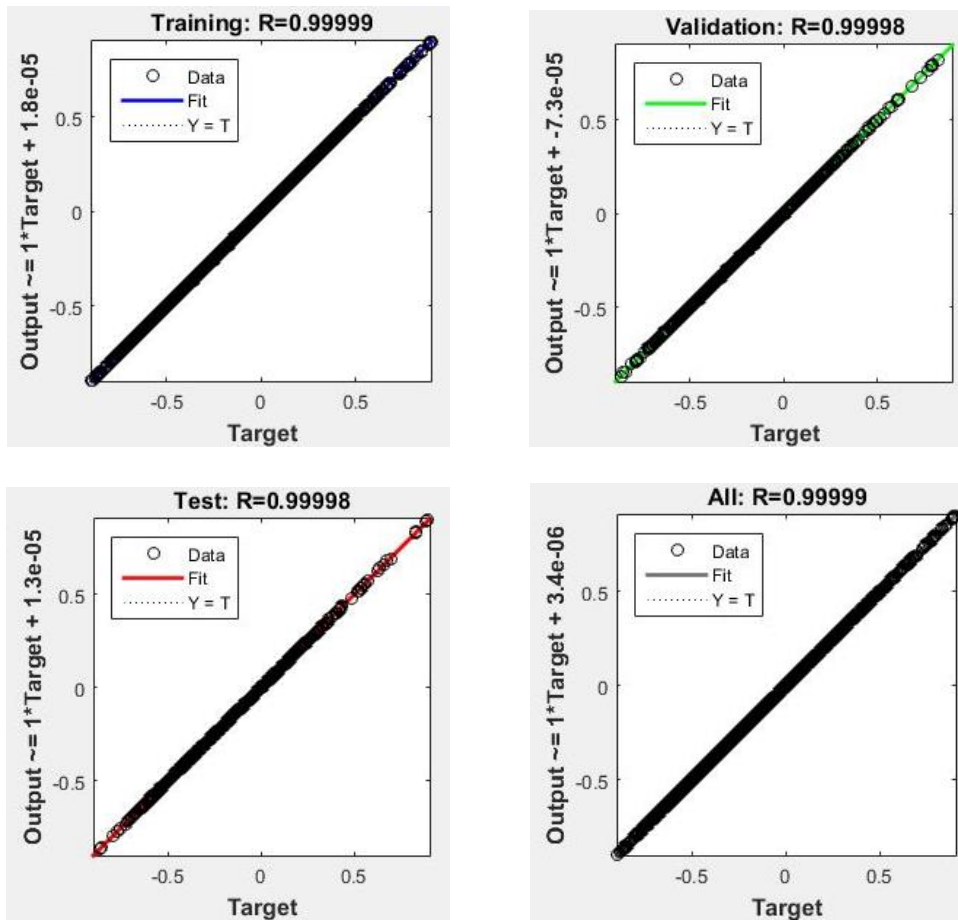 Training: R=0.99999
Output ~= 1*Target + 1.8e-05
Data
Fit
Y = T
0.5
0
-0.5
-0.5 0 0.5
Target
Validation: R=0.99998
Output ~= 1*Target + -7.3e-05
Data
Fit
Y = T
0.5
0
-0.5
-0.5 0 0.5
Target
Test: R=0.99998
Output ~= 1*Target + 1.3e-05
Data
Fit
Y = T
0.5
0
-0.5
-0.5 0 0.5
Target
All: R=0.99999
Output ~= 1*Target + 3.4e-06
Data
Fit
Y = T
0.5
0
-0.5
-0.5 0 0.5
Target